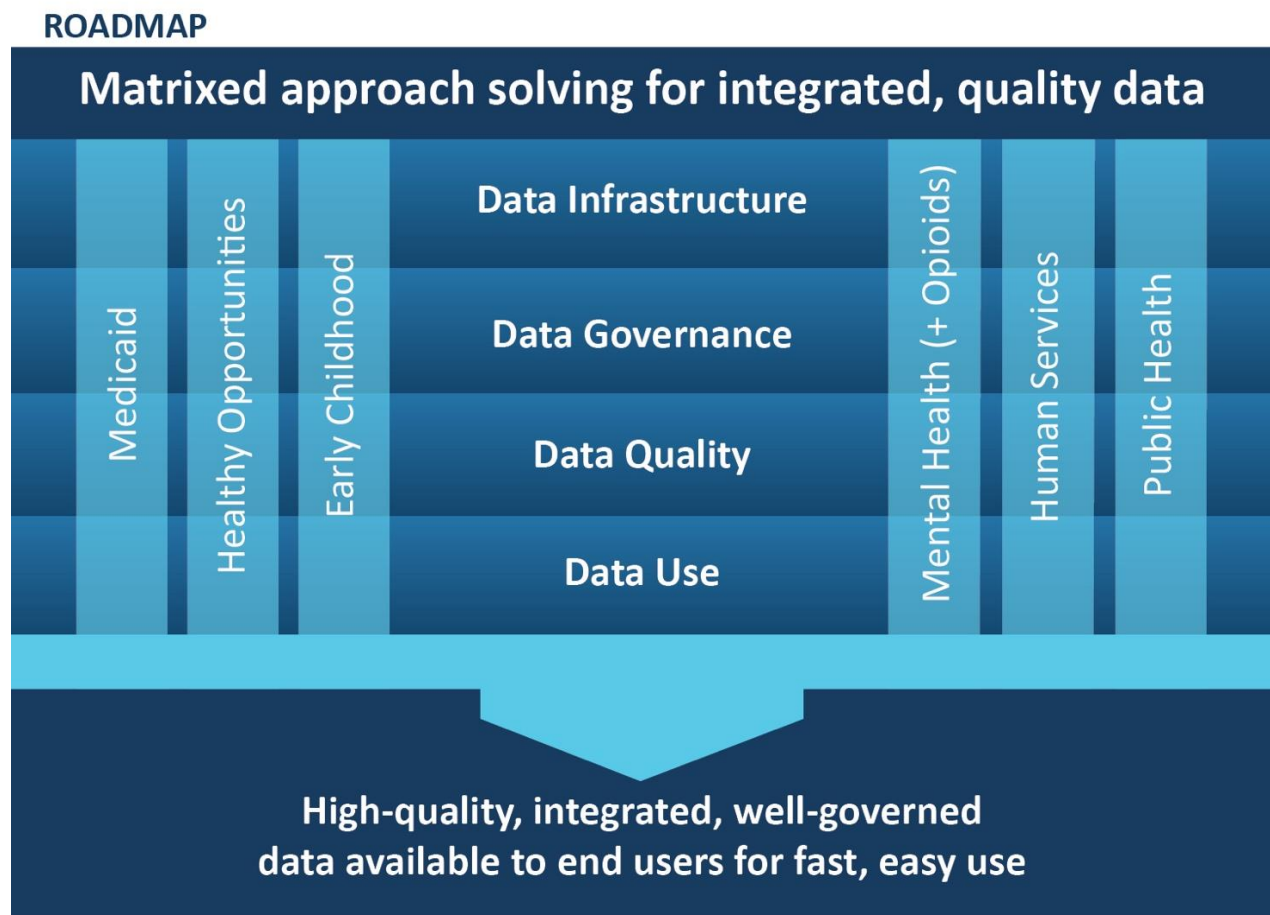 ROADMAP
Matrixed approach solving for integrated, quality data
Medicaid
Healthy Opportunities
Early Childhood
Data Infrastructure
Data Governance
Data Quality
Data Use
Mental Health (+ Opioids)
Human Services
Public Health
High-quality, integrated, well-governed
data available to end users for fast, easy use